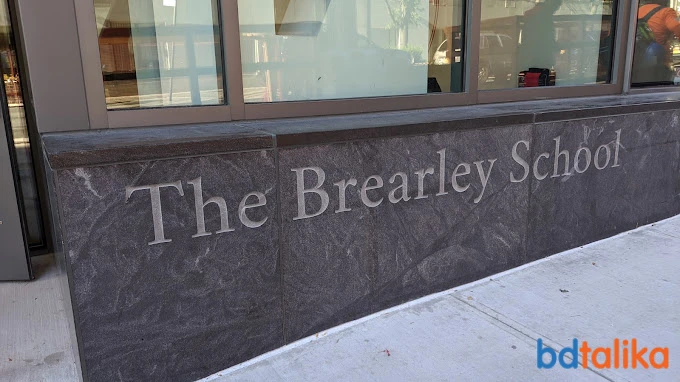 The Brearley School
bdtalika